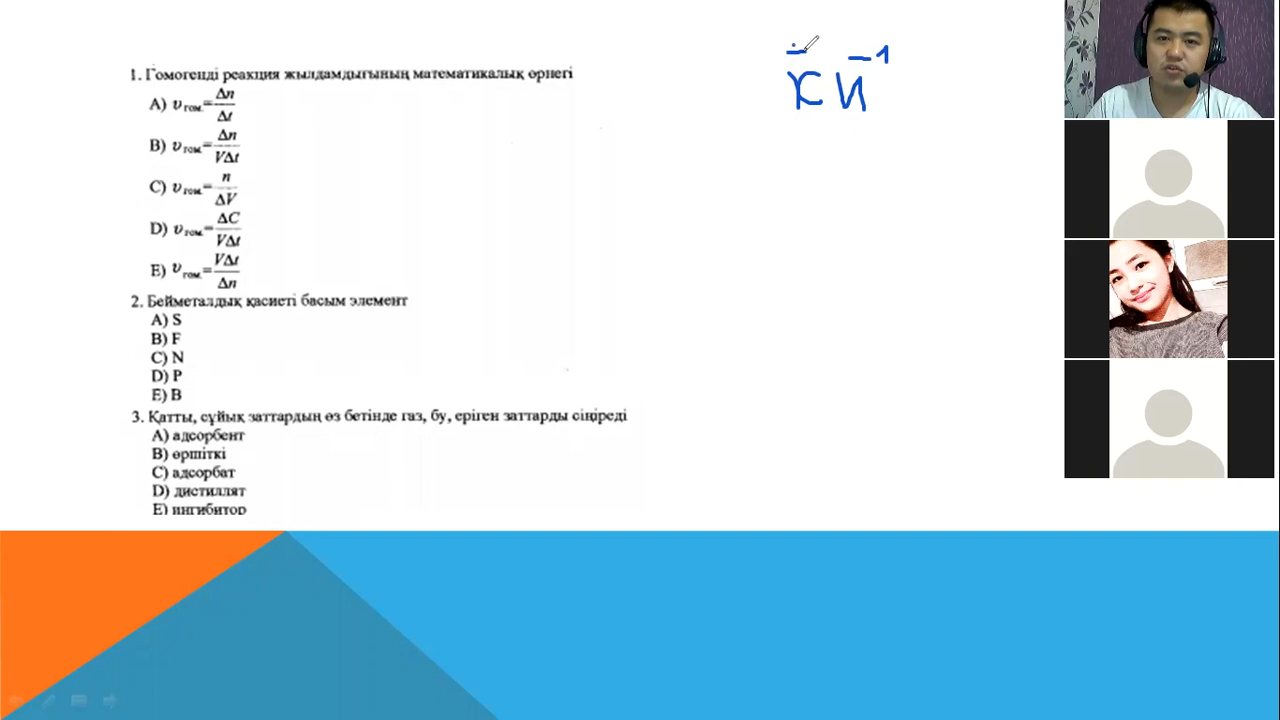 1. Гомогенді реакция жылдамдығының математикалық өрнегі
A) υгом.=Δn/Δt
B) υгом.=Δn/VΔt
C) υгом.=n/ΔV
D) υгом.=ΔC/VΔt
E) υгом.=VΔt/Δn
2. Бейметалдық қасиеті басым элемент
A) S
B) F
C) N
D) P
E) B
3. Қатты, сұйық заттардың өз бетінде газ, бу, еріген заттарды сіңіреді
A) адсорбент
B) өршіткі
C) адсорбат
D) дистиллят
E) ингибитор
КИ −1